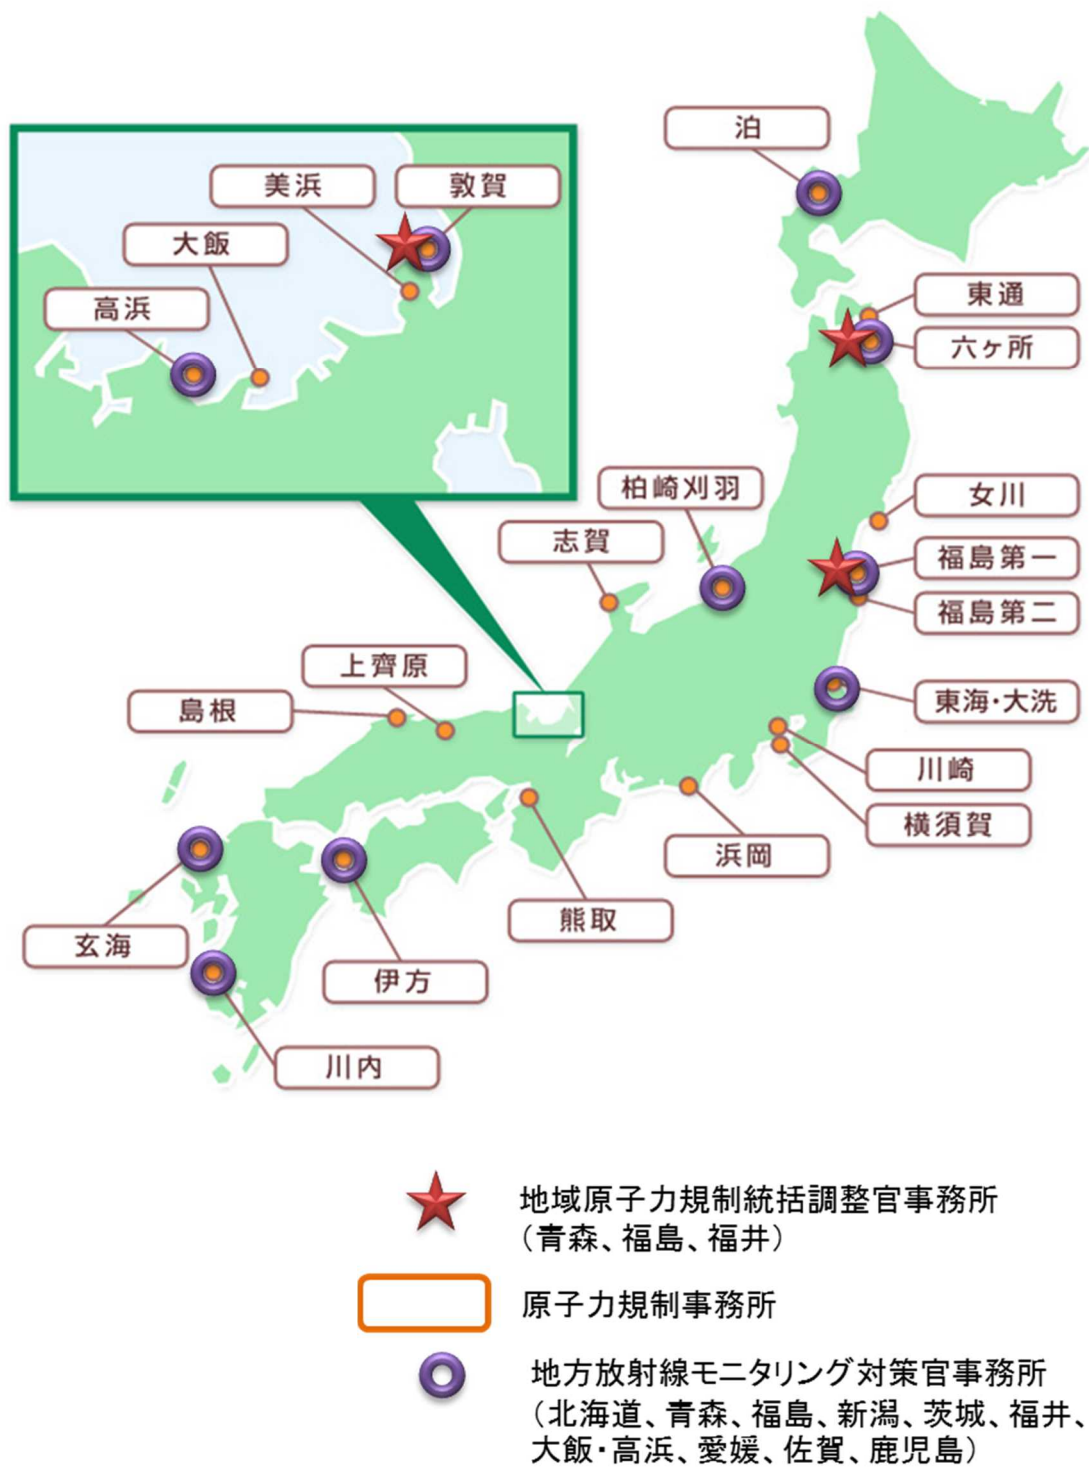 泊
美浜
敦賀
大飯
高浜
東通
六ヶ所
柏崎刈羽
女川
志賀
福島第一
福島第二
上齊原
島根
東海・大洗
川崎
横須賀
浜岡
熊取
玄海
伊方
川内
地域原子力規制統括調整官事務所
（青森、福島、福井）
原子力規制事務所
地方放射線モニタリング対策官事務所
（北海道、青森、福島、新潟、茨城、福井、
大飯・高浜、愛媛、佐賀、鹿児島）